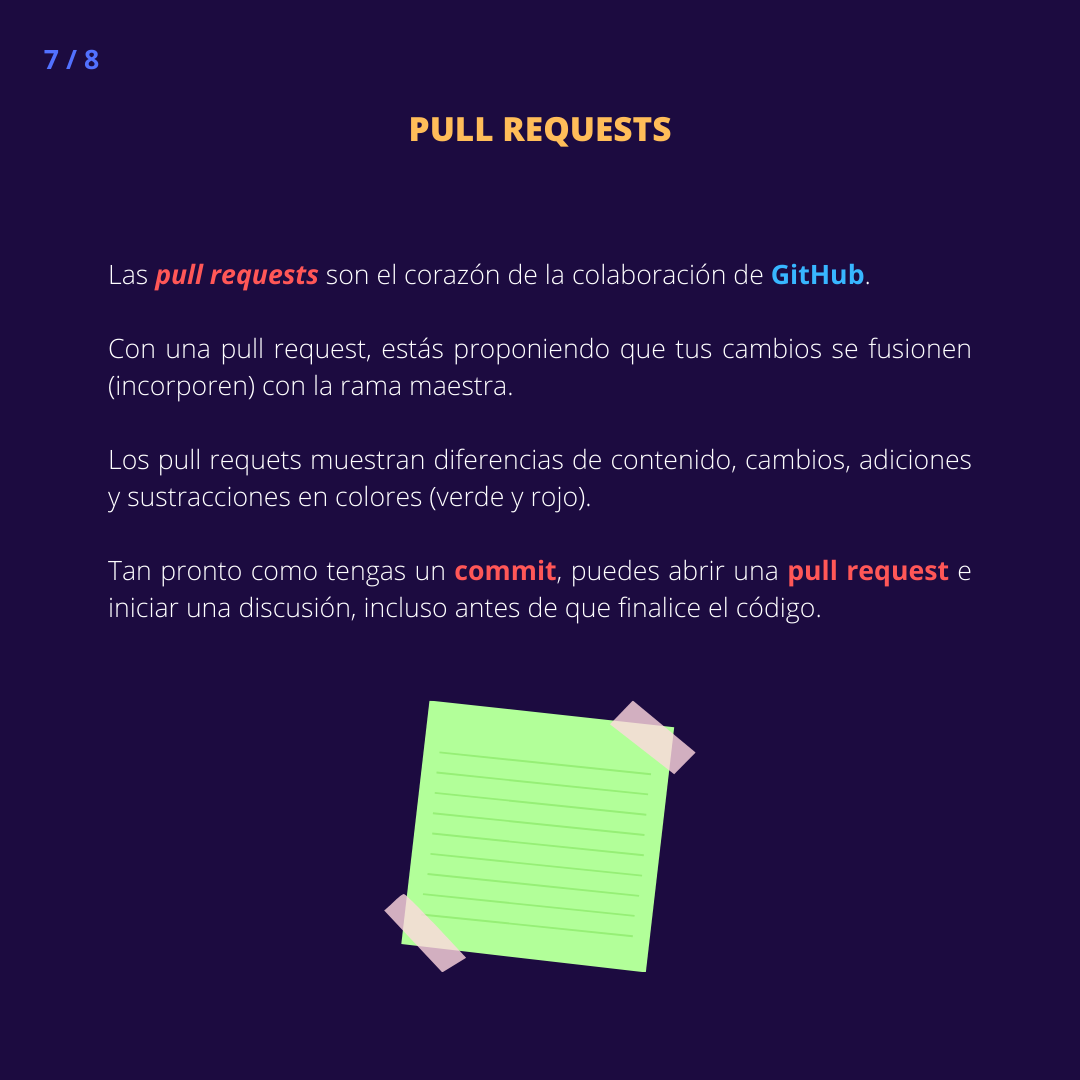 7 / 8
PULL REQUESTS
Las pull requests son el corazón de la colaboración de GitHub.
Con una pull request, estás proponiendo que tus cambios se fusionen
(incorporen) con la rama maestra.
Los pull requets muestran diferencias de contenido, cambios, adiciones
y sustracciones en colores (verde y rojo).
Tan pronto como tengas un commit, puedes abrir una pull request e
iniciar una discusión, incluso antes de que finalice el código.